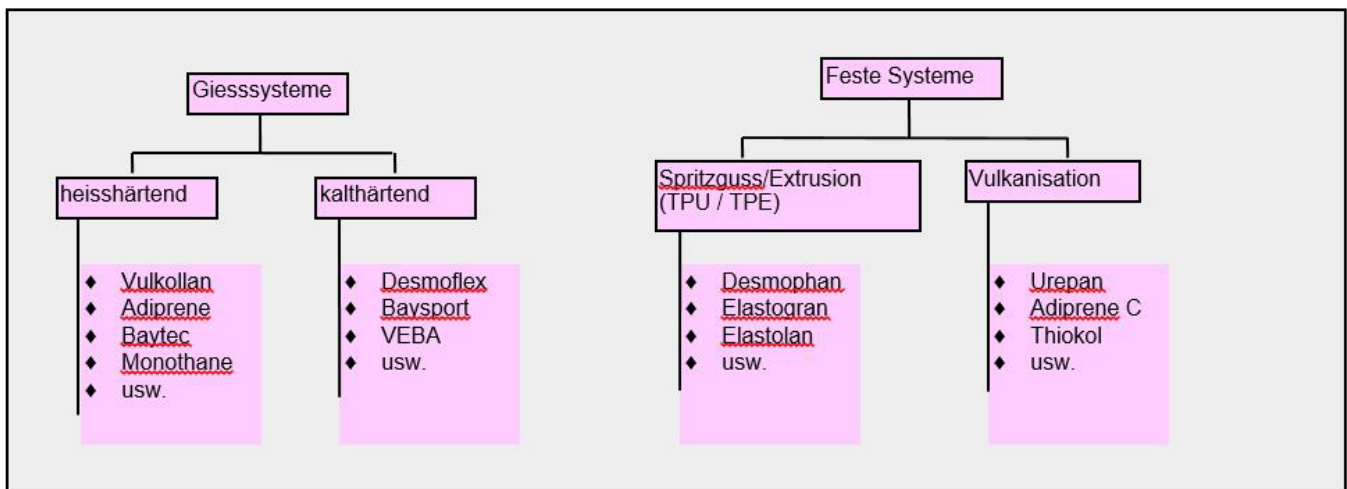 Giesssysteme
heisshärtend
♦ Vulkollan
♦ Adiprene
♦ Baytec
♦ Monothane
♦ usw.
kalthärtend
♦ Desmoflex
♦ Baysport
♦ VEBA
♦ usw.
Feste Systeme
Spritzguss/Extrusion
(TPU / TPE)
♦ Desmophan
♦ Elastogran
♦ Elastolan
♦ usw.
Vulkanisation
♦ Urepan
♦ Adiprene C
♦ Thiokol
♦ usw.